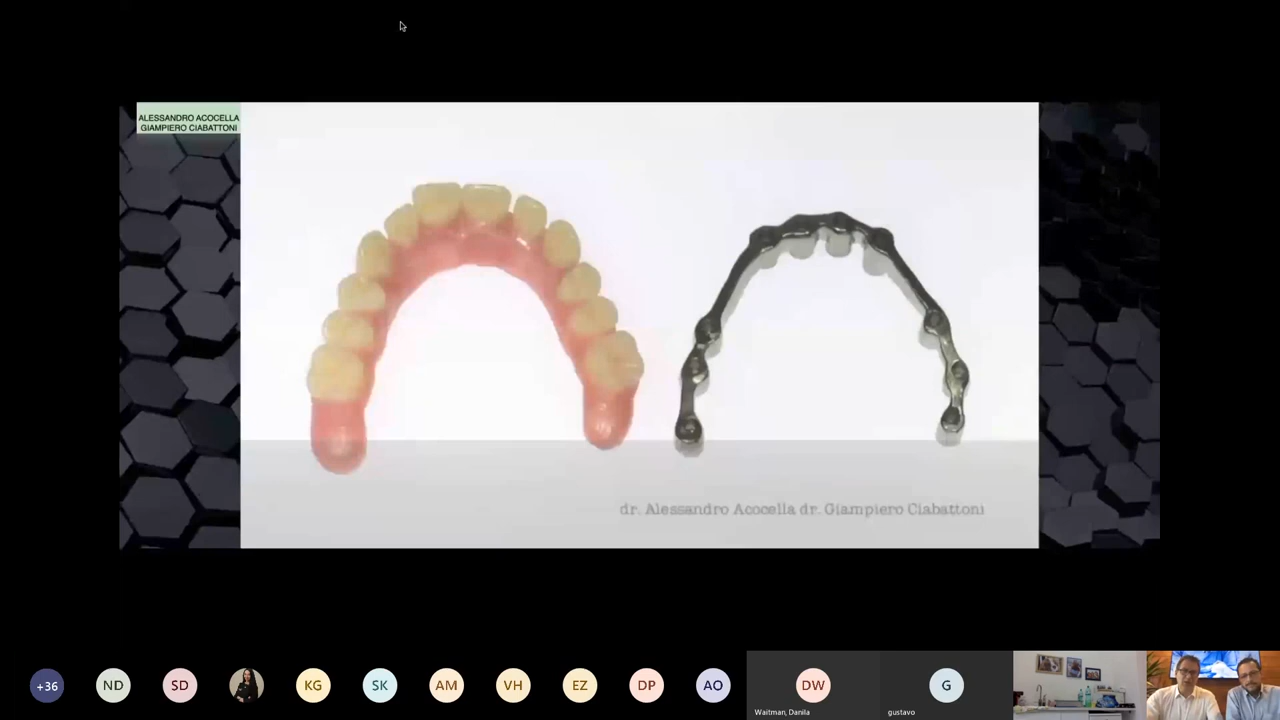 ALESSANDRO ACOCELLA
GIAMPIERO CIABATTONI
dr. Alessandro Acocella dr. Giampiero Ciabattoni
+36
ND
SD
KG
SK
AM
VH
EZ
DP
AO
DW
G
Waitman, Danila
gustavo